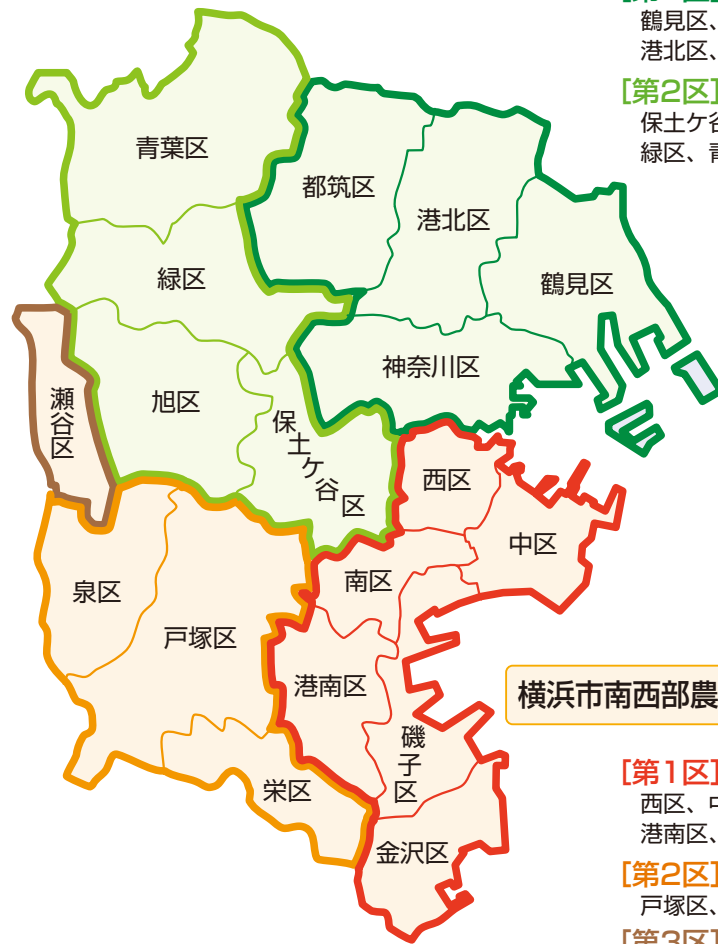 鶴見区、
港北区、
[第2区]
保土ケ谷
緑区、青
青葉区
都筑区
港北区
緑区
鶴見区
神奈川区
瀬谷区
旭区
保土ケ谷区
西区
中区
南区
泉区
戸塚区
港南区
横浜市南西部農
磯子区
栄区
金沢区
[第1区]
西区、中
港南区、
[第2区]
戸塚区、
[第3区]